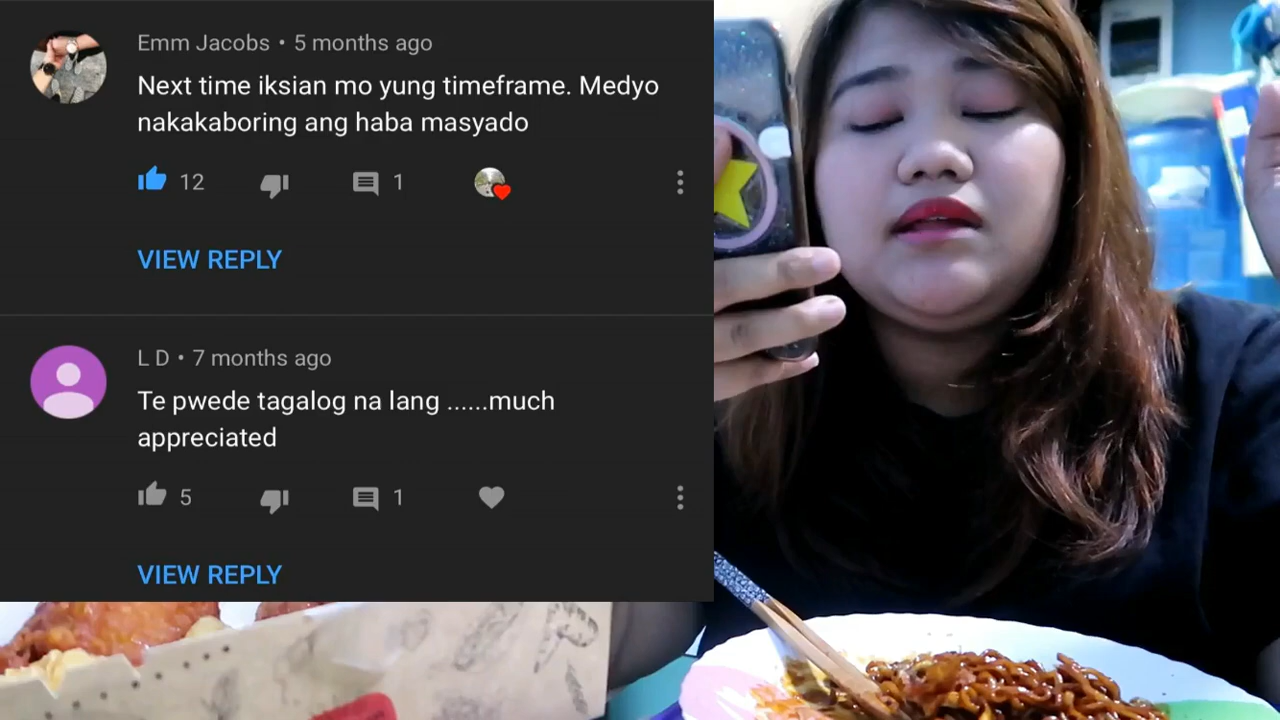 Emm Jacobs • 5 months ago
Next time iksian mo yung timeframe. Medyo
nakakaboring ang haba masyado
12
1
VIEW REPLY
L D • 7 months ago
Te pwede tagalog na lang ......much
appreciated
5
1
VIEW REPLY